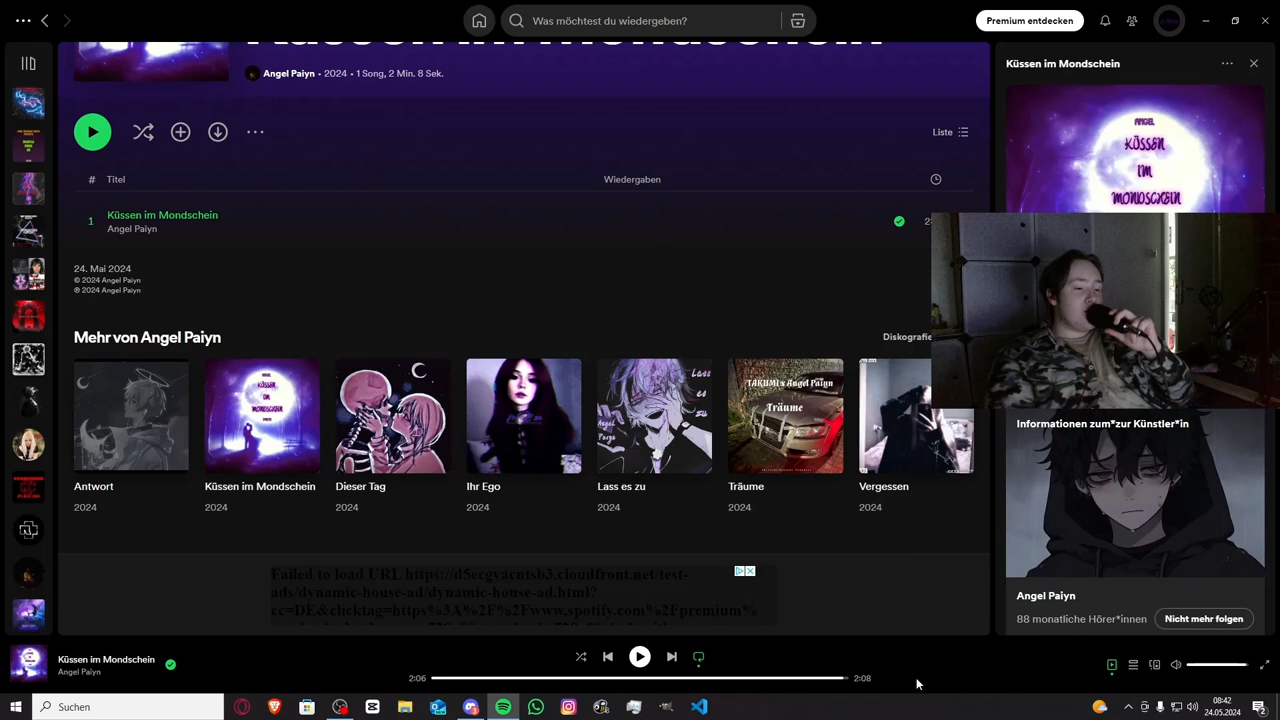 Was möchtest du wiedergeben?
Premium entdecken
Küssen im Mondschein
Angel Paiyn • 2024 • 1 Song, 2 Min. 8 Sek.
Liste
# Titel Wiedergaben
1 Küssen im Mondschein
Angel Paiyn
24. Mai 2024
© 2024 Angel Paiyn
℗ 2024 Angel Paiyn
Mehr von Angel Paiyn
Diskografie
TAKUMI x Angel Paiyn
Träume
Antwort
Küssen im Mondschein
Dieser Tag
Ihr Ego
Lass es zu
Träume
Vergessen
2024
2024
2024
2024
2024
2024
2024
Failed to load URL https://d5ecgvacntsb3.cloudfront.net/test-
ads/dynamic-house-ad/dynamic-house-ad.html?
cc=DE&clicktag=https%3A%2F%2Fwww.spotify.com%2Fpremium%
Küssen im Mondschein
ANGEL
KÜSSEN
IM
MONDSCHEIN
Informationen zum*zur Künstler*in
Angel Paiyn
88 monatliche Hörer*innen
Nicht mehr folgen
Küssen im Mondschein
Angel Paiyn
2:06
2:08
Suchen
08:42
24.05.2024